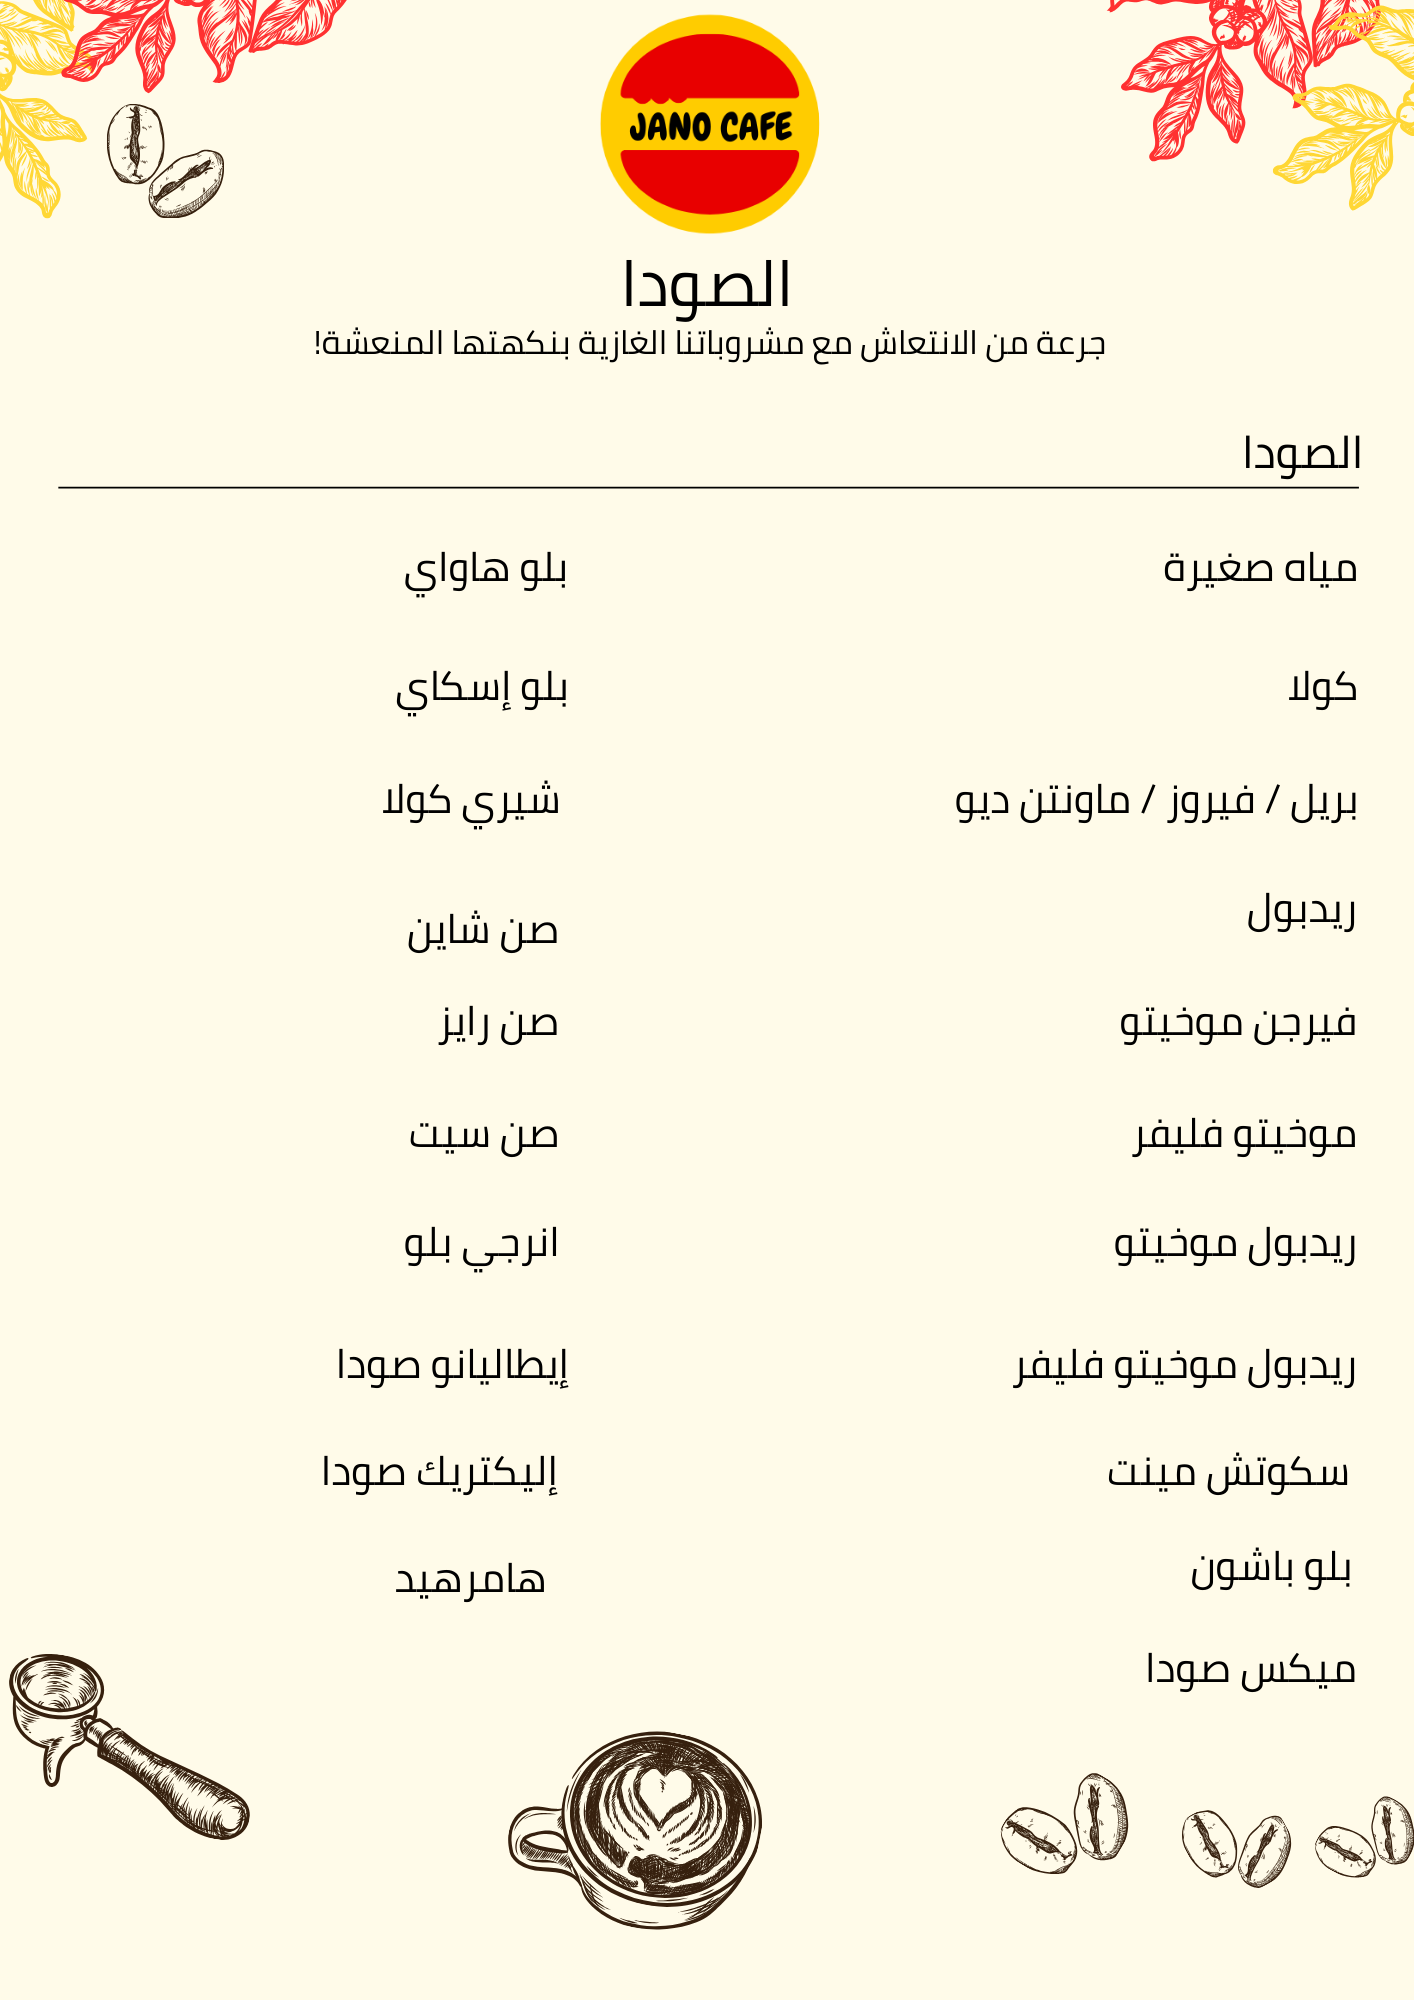 JANO CAFE
الصودا
جرعة من الانتعاش مع مشروباتنا الغازية بنكهتها المنعشة!
الصودا
مياه صغيرة
كولا
بريل / فيروز / ماونتن ديو
ريدبول
فيرجن موخيتو
موخيتو فليفر
ريدبول موخيتو
ريدبول موخيتو فليفر
سكوتش مينت
بلو باشون
ميكس صودا
بلو هاواي
بلو إسكاي
شيري كولا
صن شاين
صن رايز
صن سيت
انرجي بلو
إيطاليانو صودا
إليكتريك صودا
هامرهيد